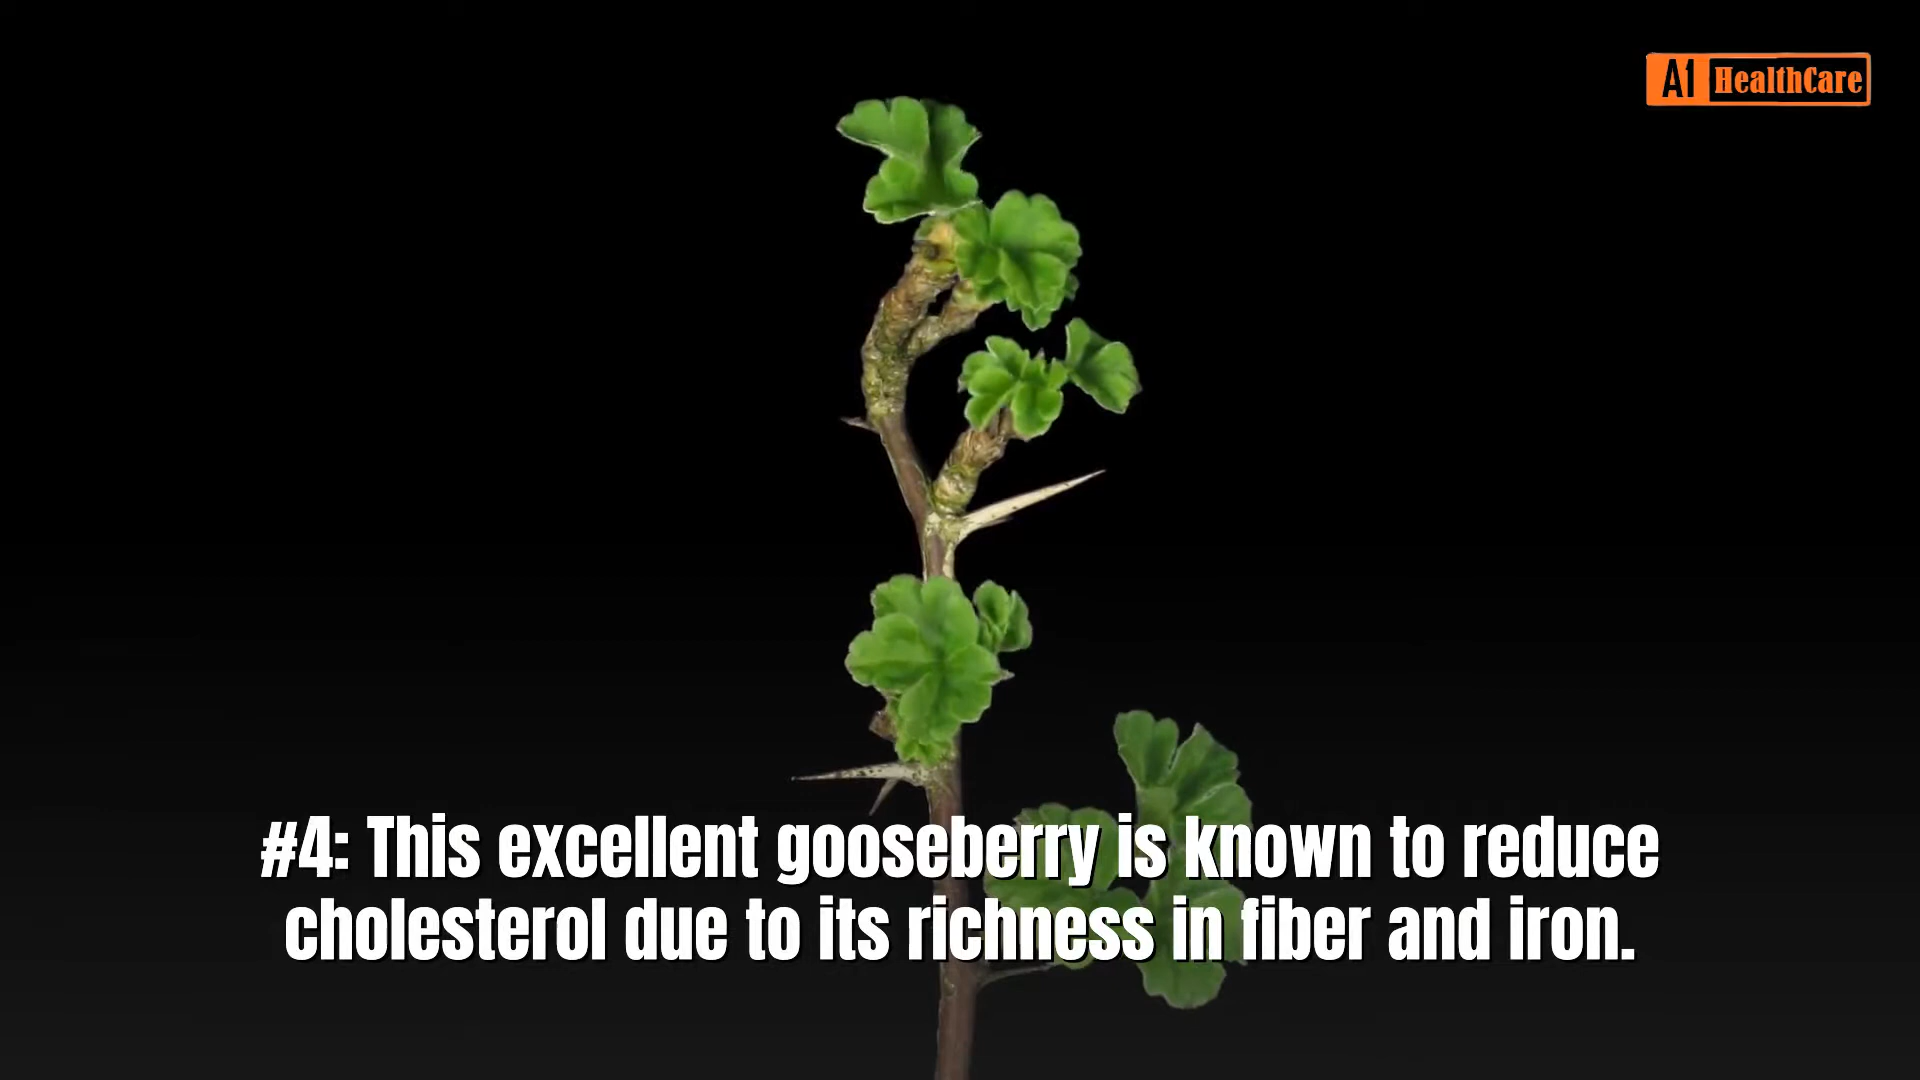 A1 HealthCare
#4: This excellent gooseberry is known to reduce
cholesterol due to its richness in fiber and iron.